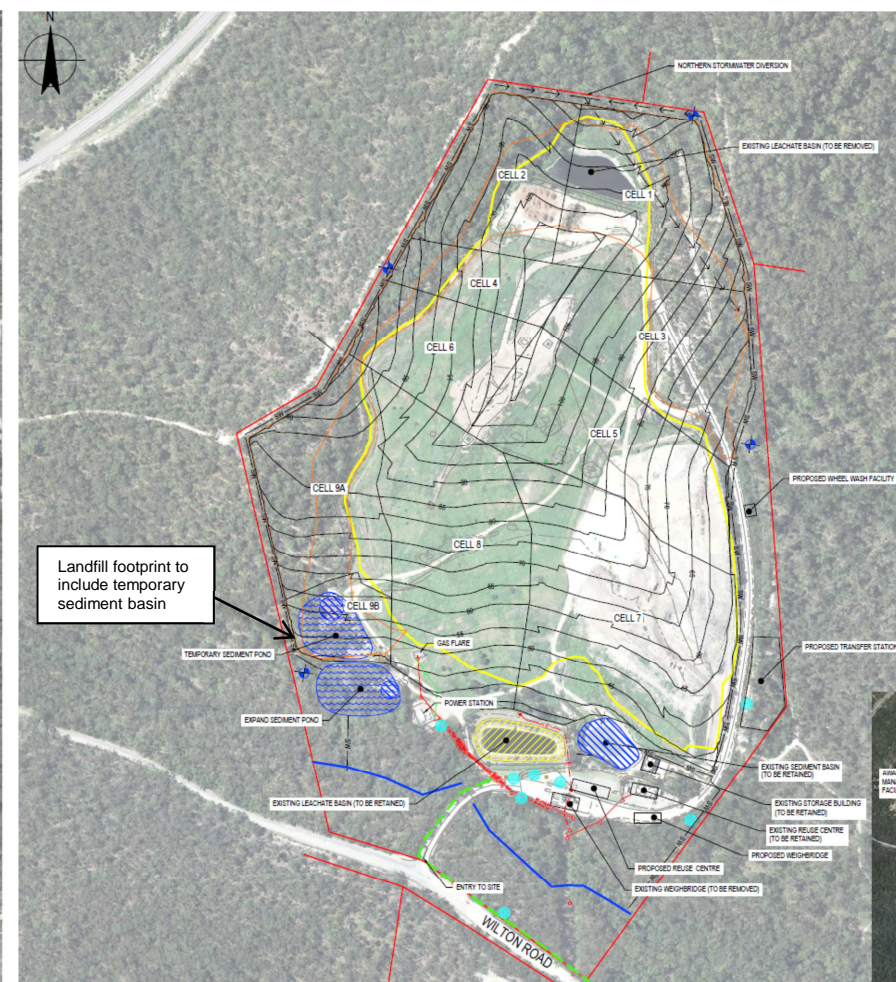 N
NORTHERN STORMWATER DIVERSION
EXISTING LEACHATE BASIN (TO BE REMOVED)
CELL 2
CELL 1
CELL 4
CELL 3
CELL 6
CELL 5
PROPOSED WHEEL WASH FACILITY
CELL 9A
CELL 8
Landfill footprint to
include temporary
sediment basin
CELL 9B
CELL 7
GAS FLARE
TEMPORARY SEDIMENT POND
PROPOSED TRANSFER STATION
POWER STATION
EXPAND SEDIMENT POND
EXISTING SEDIMENT BASIN
(TO BE RETAINED)
EXISTING LEACHATE BASIN (TO BE RETAINED)
EXISTING STORAGE BUILDING
(TO BE RETAINED)
EXISTING REUSE CENTRE
(TO BE RETAINED)
PROPOSED WEIGHBRIDGE
PROPOSED REUSE CENTRE
EXISTING WEIGHBRIDGE (TO BE REMOVED)
ENTRY TO SITE
WILTON ROAD